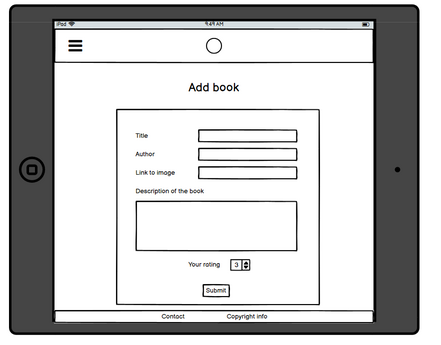 iPad 9:49 AM
Add book
Title
Author
Link to image
Description of the book
Your rating 3
Submit
Contact Copyright info